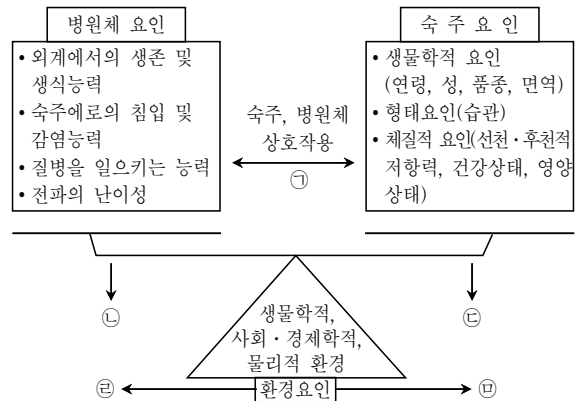 병원체 요인
• 외계에서의 생존 및
생식능력
• 숙주에로의 침입 및
감염능력
• 질병을 일으키는 능력
• 전파의 난이성
숙주, 병원체
상호작용
㉠
숙 주 요 인
• 생물학적 요인
(연령, 성, 품종, 면역)
• 형태요인(습관)
• 체질적 요인(선천·후천적
저항력, 건강상태, 영양
상태)
㉡
㉢
생물학적,
사회·경제학적,
물리적 환경
환경요인
㉣
㉤